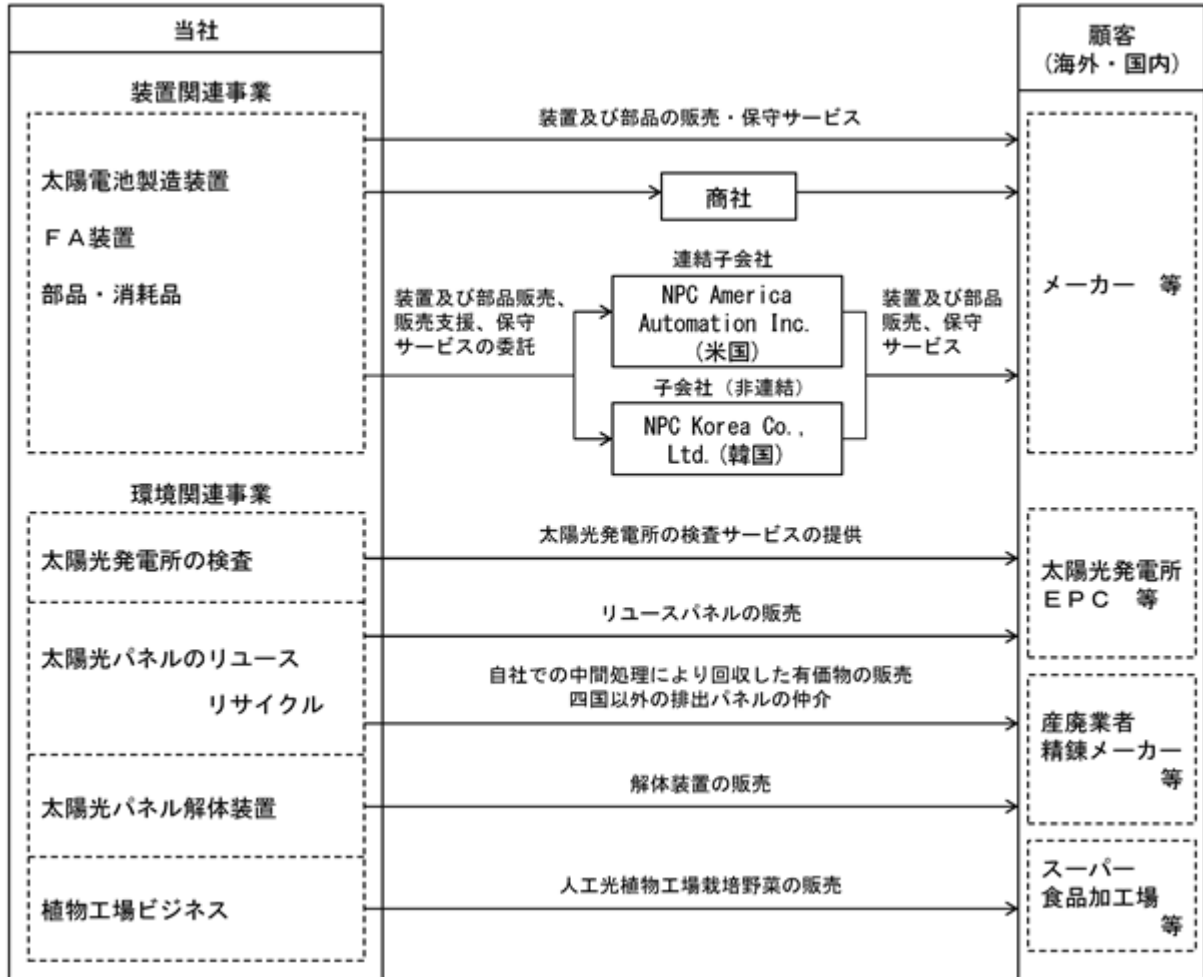 当社
顧客
(海外・国内)
装置関連事業
太陽電池製造装置
ＦＡ装置
部品・消耗品
装置及び部品の販売・保守サービス
商社
連結子会社
NPC America
Automation Inc.
(米国)
子会社（非連結）
NPC Korea Co.,
Ltd.(韓国)
装置及び部品販売、
販売支援、保守
サービスの委託
装置及び部品
販売、保守
サービス
メーカー　等
環境関連事業
太陽光発電所の検査
太陽光発電所の検査サービスの提供
太陽光発電所
ＥＰＣ　等
太陽光パネルのリユース
リサイクル
リユースパネルの販売
自社での中間処理により回収した有価物の販売
四国以外の排出パネルの仲介
産廃業者
精錬メーカー
等
太陽光パネル解体装置
解体装置の販売
植物工場ビジネス
人工光植物工場栽培野菜の販売
スーパー
食品加工場
等